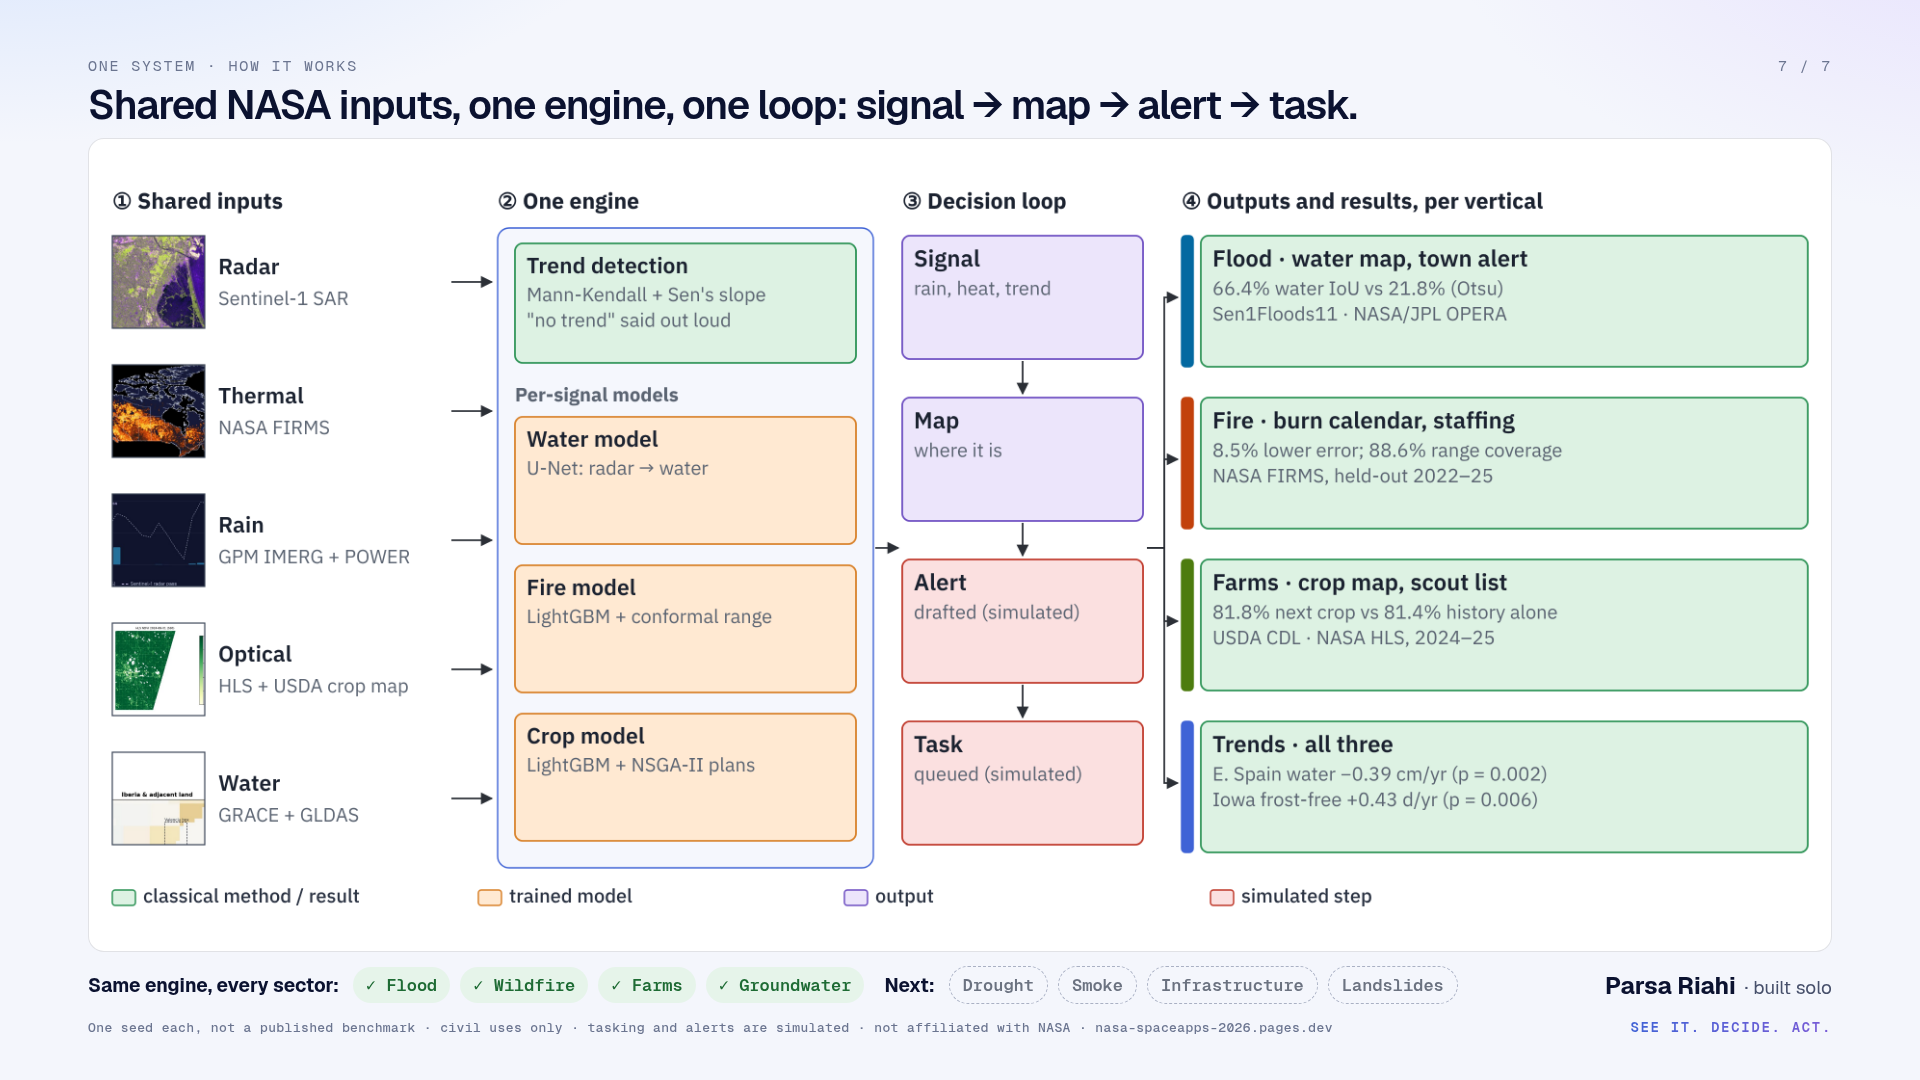 ONE SYSTEM · HOW IT WORKS
7 / 7
Shared NASA inputs, one engine, one loop: signal → map → alert → task.
① Shared inputs
Radar
Sentinel-1 SAR
Thermal
NASA FIRMS
Rain
GPM IMERG + POWER
Optical
HLS + USDA crop map
Iberia & adjacent land
Water
GRACE + GLDAS
② One engine
Trend detection
Mann-Kendall + Sen's slope
"no trend" said out loud
Per-signal models
Water model
U-Net: radar → water
Fire model
LightGBM + conformal range
Crop model
LightGBM + NSGA-II plans
③ Decision loop
Signal
rain, heat, trend
Map
where it is
Alert
drafted (simulated)
Task
queued (simulated)
④ Outputs and results, per vertical
Flood · water map, town alert
66.4% water IoU vs 21.8% (Otsu)
Sen1Floods11 · NASA/JPL OPERA
Fire · burn calendar, staffing
8.5% lower error; 88.6% range coverage
NASA FIRMS, held-out 2022–25
Farms · crop map, scout list
81.8% next crop vs 81.4% history alone
USDA CDL · NASA HLS, 2024–25
Trends · all three
E. Spain water −0.39 cm/yr (p = 0.002)
Iowa frost-free +0.43 d/yr (p = 0.006)
classical method / result
trained model
output
simulated step
Same engine, every sector: ✓ Flood ✓ Wildfire ✓ Farms ✓ Groundwater Next: Drought Smoke Infrastructure Landslides
Parsa Riahi · built solo
One seed each, not a published benchmark · civil uses only · tasking and alerts are simulated · not affiliated with NASA · nasa-spaceapps-2026.pages.dev
SEE IT. DECIDE. ACT.